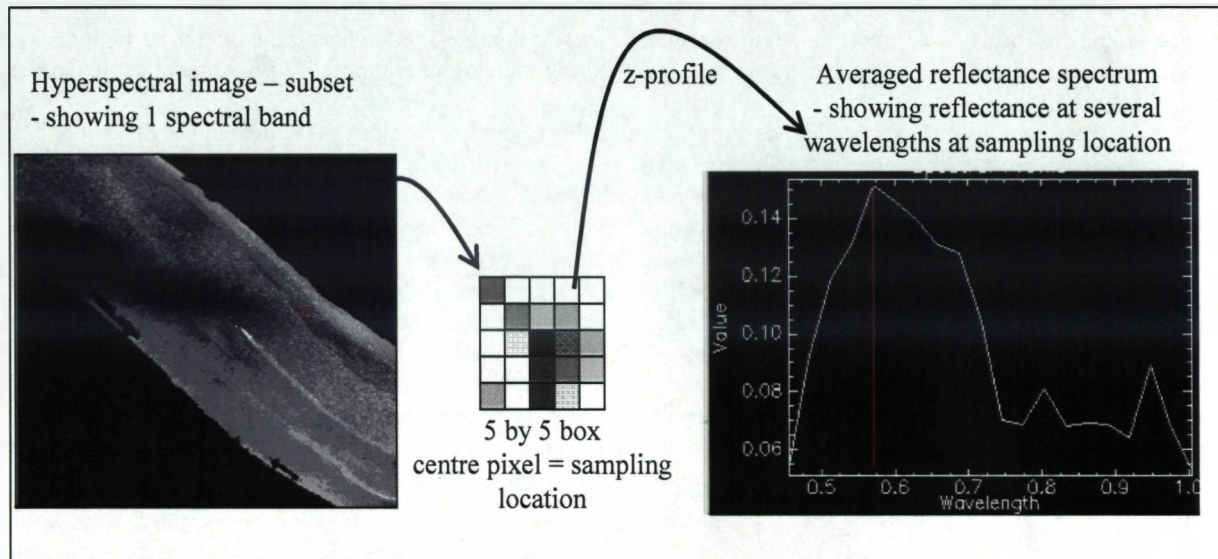 Hyperspectral image – subset
- showing 1 spectral band
z-profile
Averaged reflectance spectrum
- showing reflectance at several
wavelengths at sampling location
5 by 5 box
centre pixel = sampling
location
Value
0.14
0.12
0.10
0.08
0.06
0.5
0.6
0.7
0.8
0.9
1.0
Wavelength